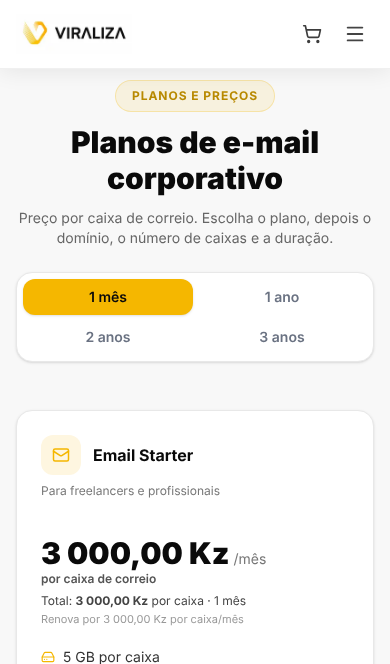 VIRALIZA
PLANOS E PREÇOS
Planos de e-mail
corporativo
Preço por caixa de correio. Escolha o plano, depois o
domínio, o número de caixas e a duração.
1 mês
1 ano
2 anos
3 anos
Email Starter
Para freelancers e profissionais
3 000,00 Kz /mês
por caixa de correio
Total: 3 000,00 Kz por caixa · 1 mês
Renova por 3 000,00 Kz por caixa/mês
5 GB por caixa